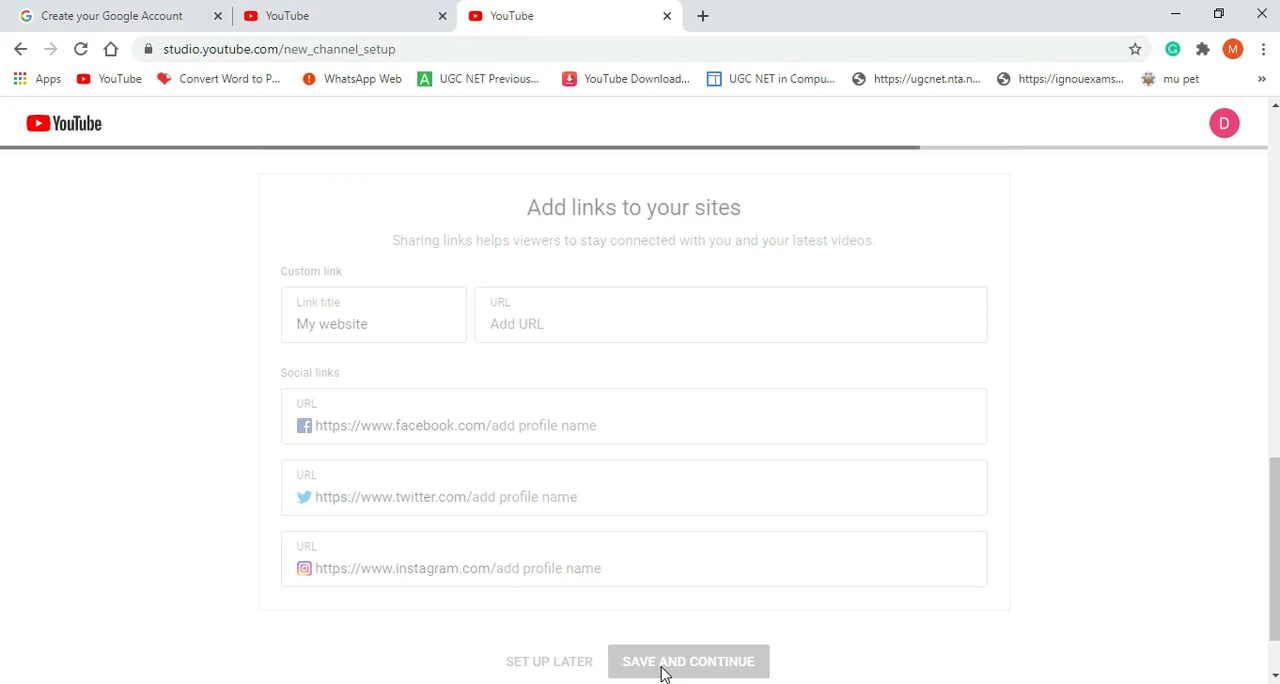 Create your Google Account
YouTube
YouTube
studio.youtube.com/new_channel_setup
M
Apps
YouTube
Convert Word to P...
WhatsApp Web
A
UGC NET Previous...
YouTube Download...
UGC NET in Compu...
https://ugcnet.nta.n...
https://ignouexams...
mu pet
»
YouTube
D
Add links to your sites
Sharing links helps viewers to stay connected with you and your latest videos.
Custom link
Link title
My website
URL
Add URL
Social links
URL
https://www.facebook.com/add profile name
URL
https://www.twitter.com/add profile name
URL
https://www.instagram.com/add profile name
SET UP LATER
SAVE AND CONTINUE